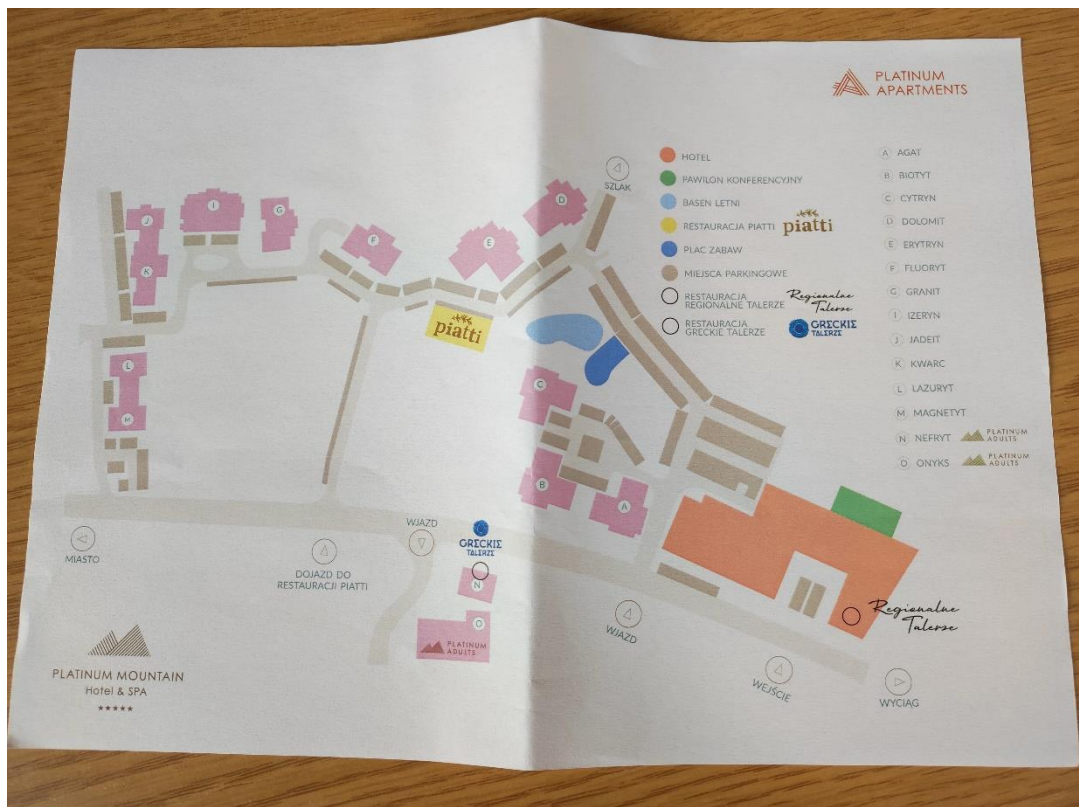 PLATINUM
APARTMENTS
HOTEL
PAWILON KONFERENCYJNY
BASEN LETNI
RESTAURACJA PIATTI
piatti
PLAC ZABAW
MIEJSCA PARKINGOWE
RESTAURACJA
REGIONALNE TALERZE
Regionalne
Talerze
RESTAURACJA
GRECKIE TALERZE
GRECKIE
TALERZE
A AGAT
B BIOTYT
C CYTRYN
D DOLOMIT
E ERYTRYN
F FLUORYT
G GRANIT
I IZERYN
J JADEIT
K KWARC
L LAZURYT
M MAGNETYT
N NEFRYT
PLATINUM
ADULTS
O ONYKS
PLATINUM
ADULTS
SZLAK
J
I
G
D
F
E
K
piatti
L
C
M
B
A
MIASTO
DOJAZD DO
RESTAURACJI PIATTI
WJAZD
GRECKIE
TALERZE
N
O
PLATINUM
ADULTS
WJAZD
Regionalne
Talerze
WEJŚCIE
WYCIĄG
PLATINUM MOUNTAIN
Hotel & SPA
★★★★★